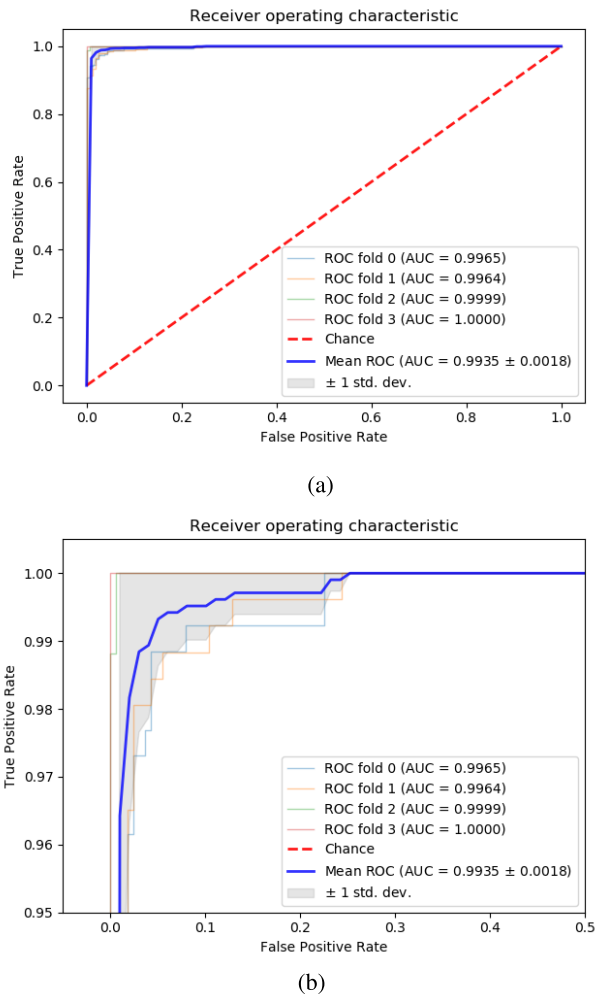 Receiver operating characteristic
1.0
0.8
0.6
0.4
0.2
0.0
True Positive Rate
ROC fold 0 (AUC = 0.9965)
ROC fold 1 (AUC = 0.9964)
ROC fold 2 (AUC = 0.9999)
ROC fold 3 (AUC = 1.0000)
Chance
Mean ROC (AUC = 0.9935 ± 0.0018)
± 1 std. dev.
0.0 0.2 0.4 0.6 0.8 1.0
False Positive Rate
(a)
Receiver operating characteristic
1.00
0.99
0.98
0.97
0.96
0.95
True Positive Rate
ROC fold 0 (AUC = 0.9965)
ROC fold 1 (AUC = 0.9964)
ROC fold 2 (AUC = 0.9999)
ROC fold 3 (AUC = 1.0000)
Chance
Mean ROC (AUC = 0.9935 ± 0.0018)
± 1 std. dev.
0.0 0.1 0.2 0.3 0.4 0.5
False Positive Rate
(b)